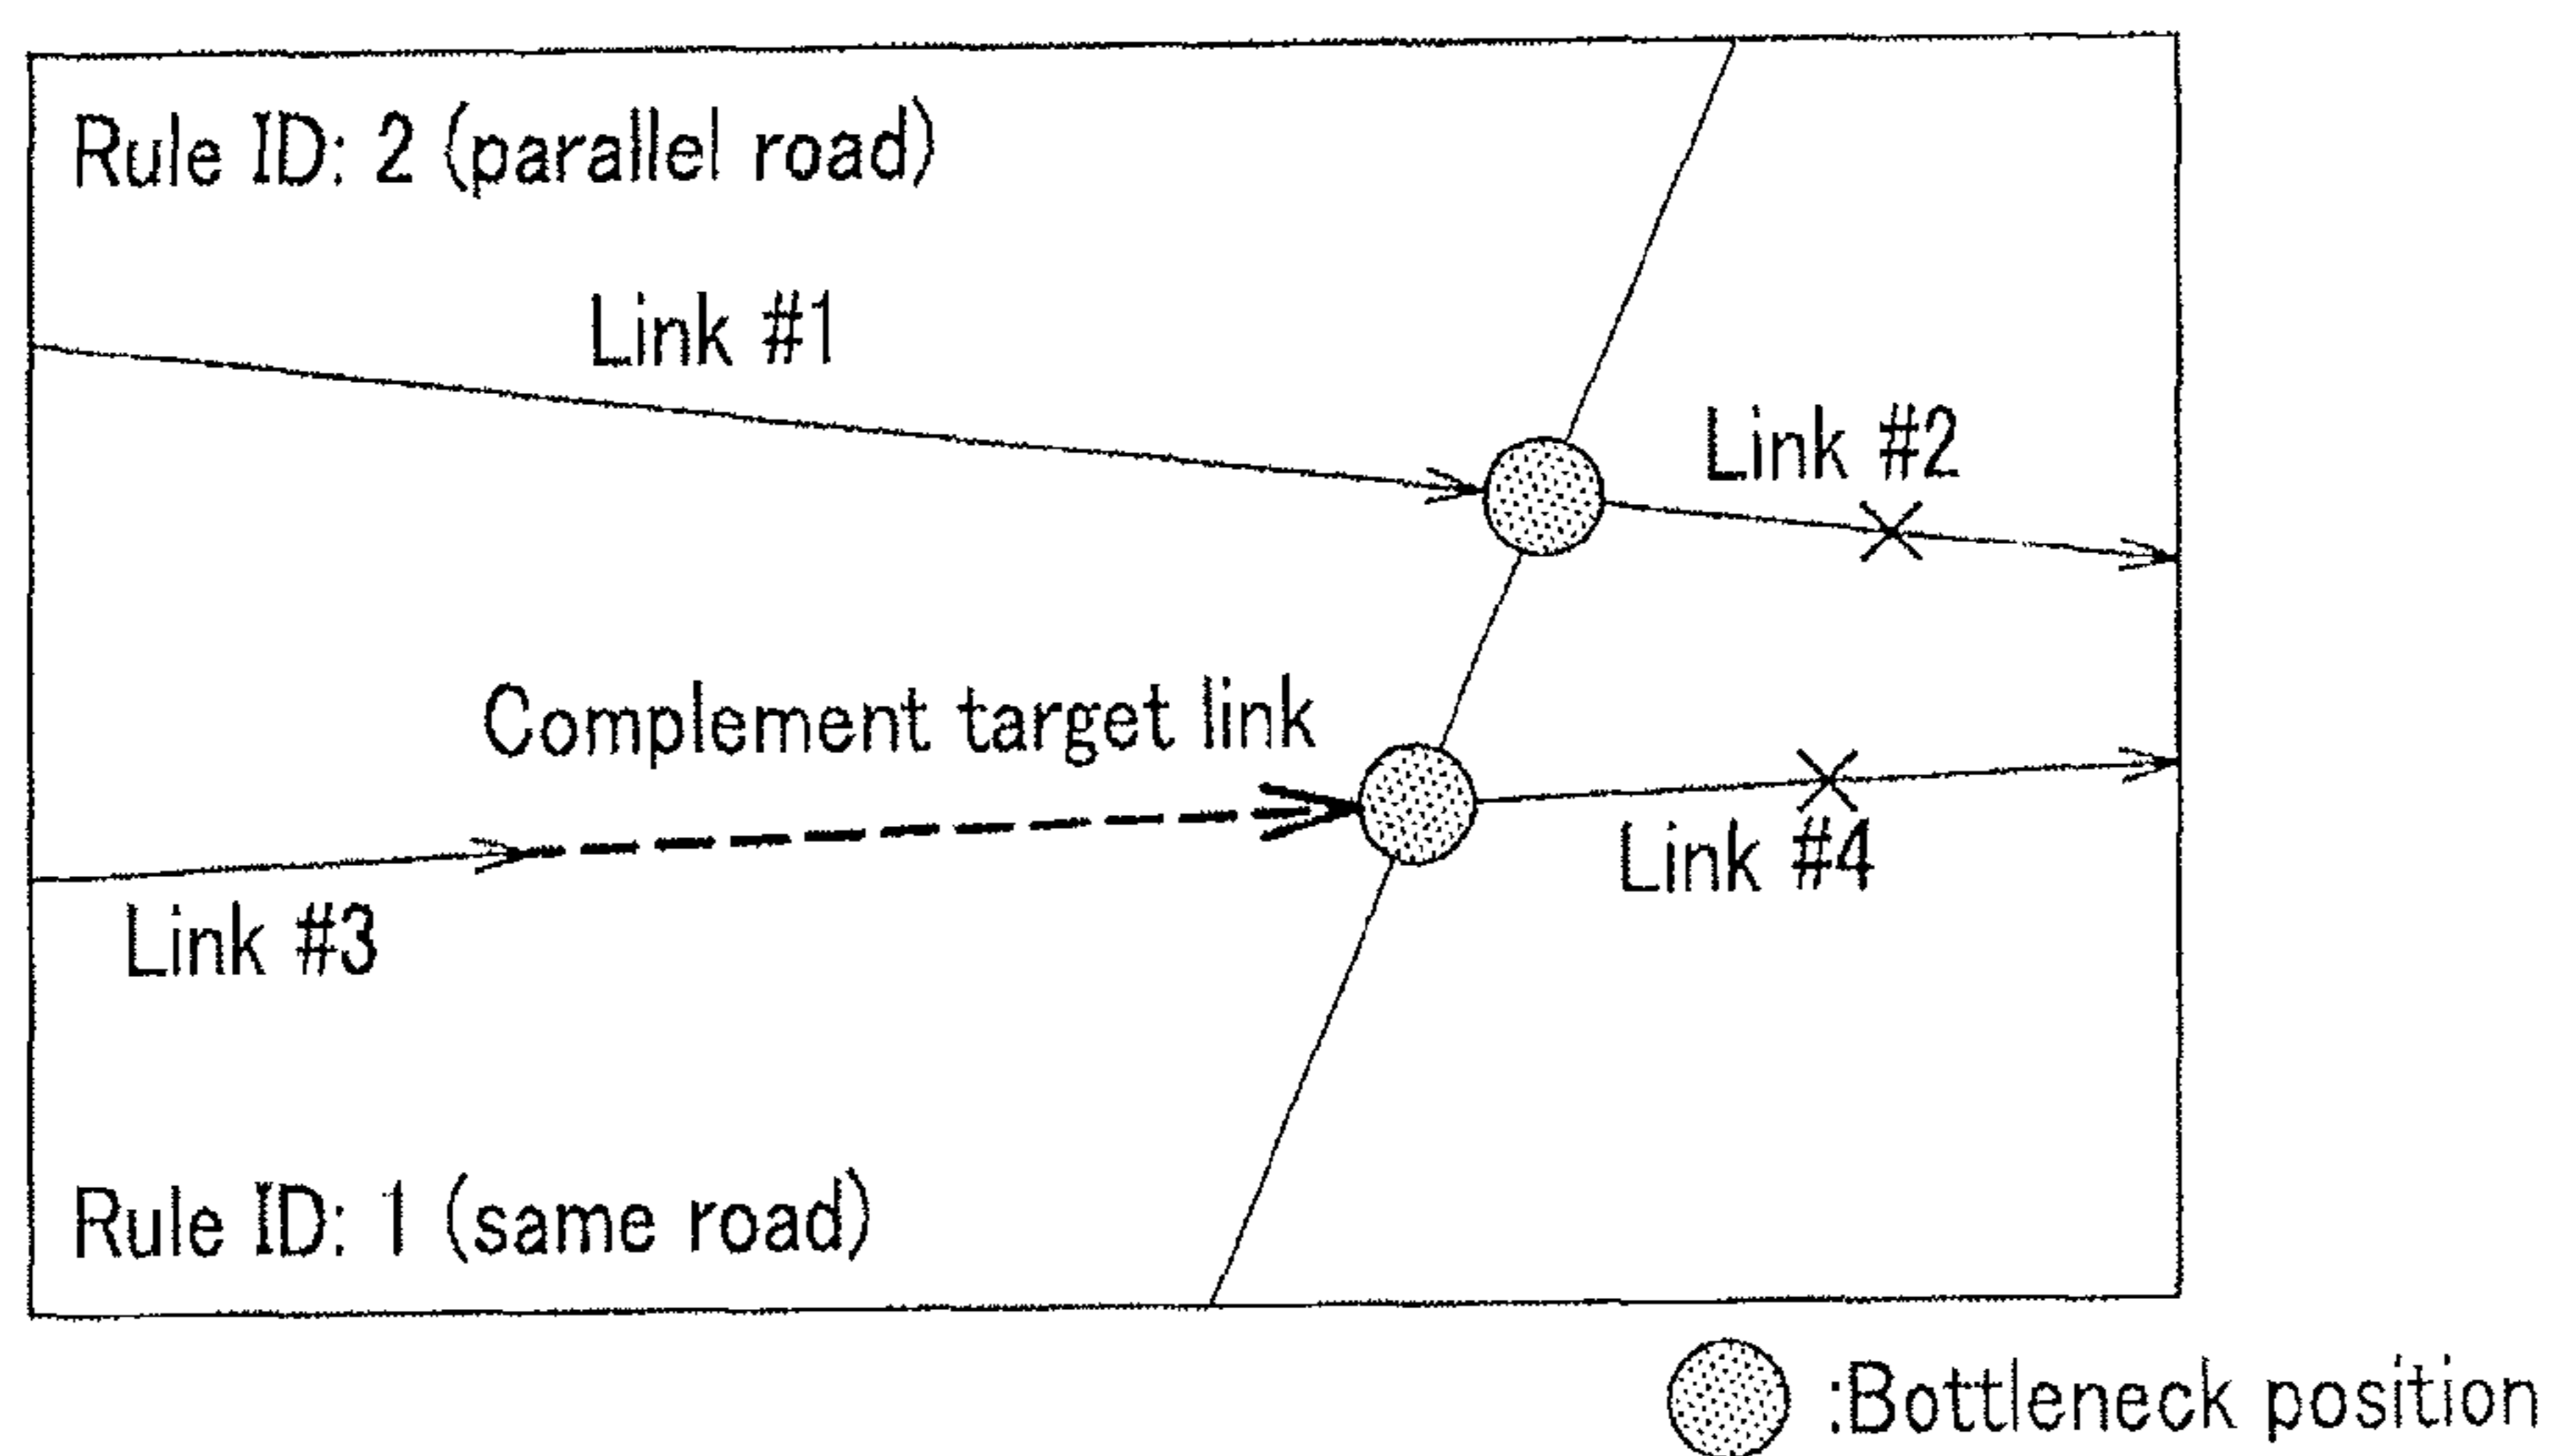 Rule ID: 2 (parallel road)
Link #1
Link #2
Complement target link
Link #4
Link #3
Rule ID: 1 (same road)
:Bottleneck position